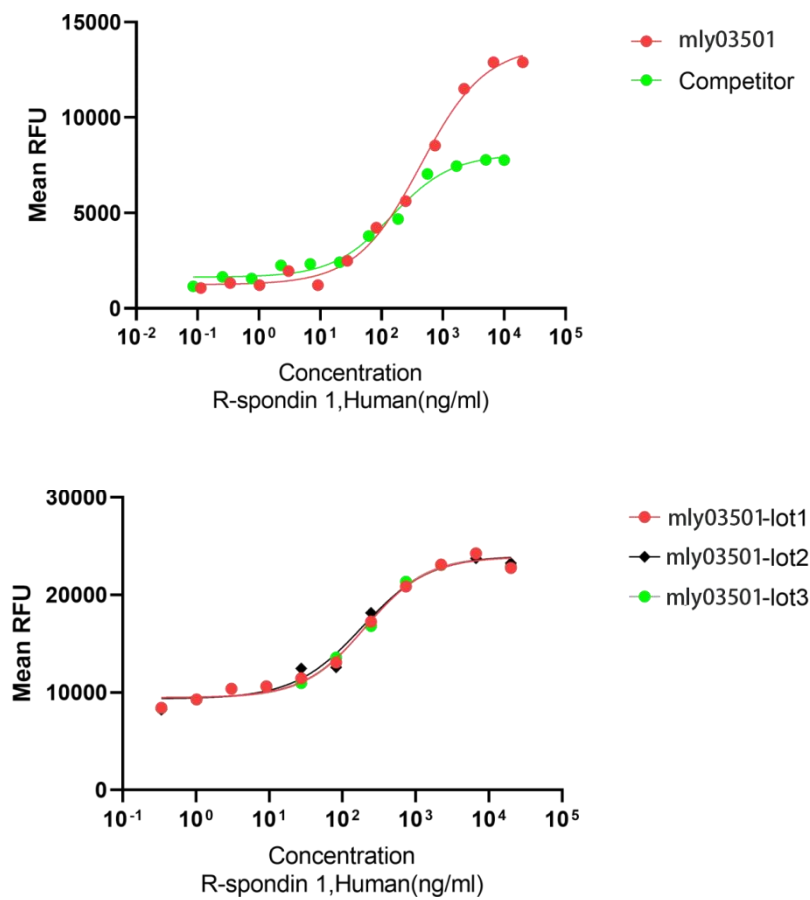 15000
10000
5000
0
Mean RFU
10-2 10-1 100 101 102 103 104 105
Concentration
R-spondin 1,Human(ng/ml)
mly03501
Competitor
30000
20000
10000
0
Mean RFU
10-1 100 101 102 103 104 105
Concentration
R-spondin 1,Human(ng/ml)
mly03501-lot1
mly03501-lot2
mly03501-lot3